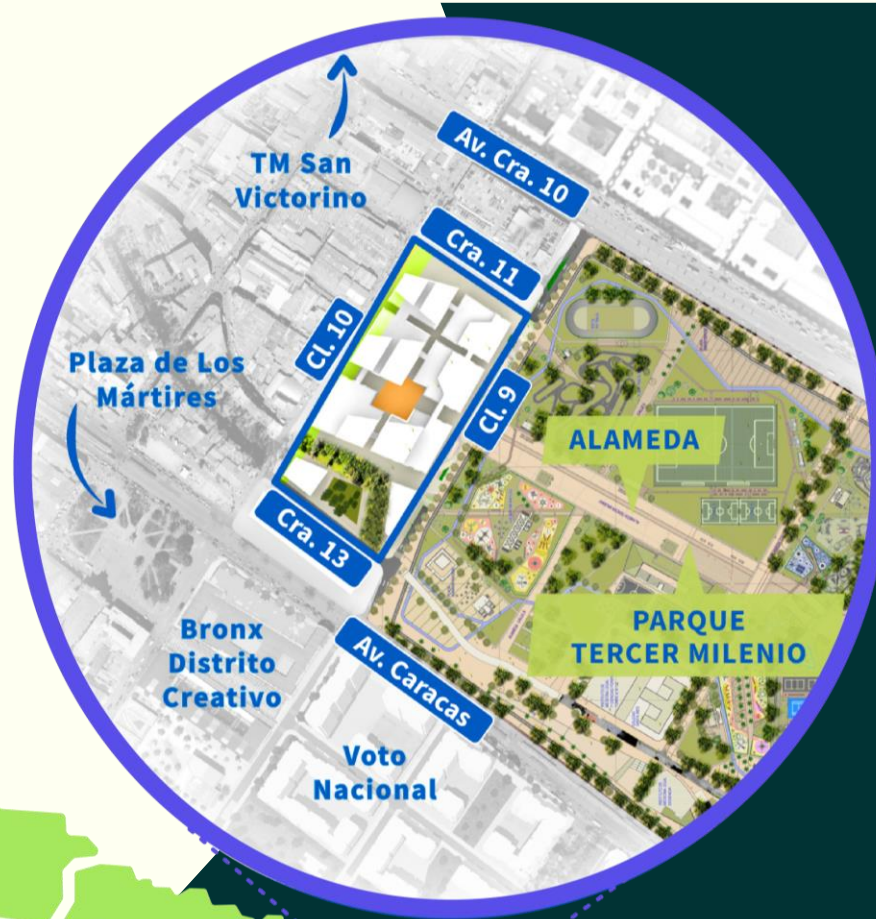 Av. Cra. 10
TM San
Victorino
Cra. 11
Cl. 10
Plaza de Los
Mártires
Cl. 9
ALAMEDA
Cra. 13
PARQUE
TERCER MILENIO
Bronx
Distrito
Creativo
Av. Caracas
Voto
Nacional